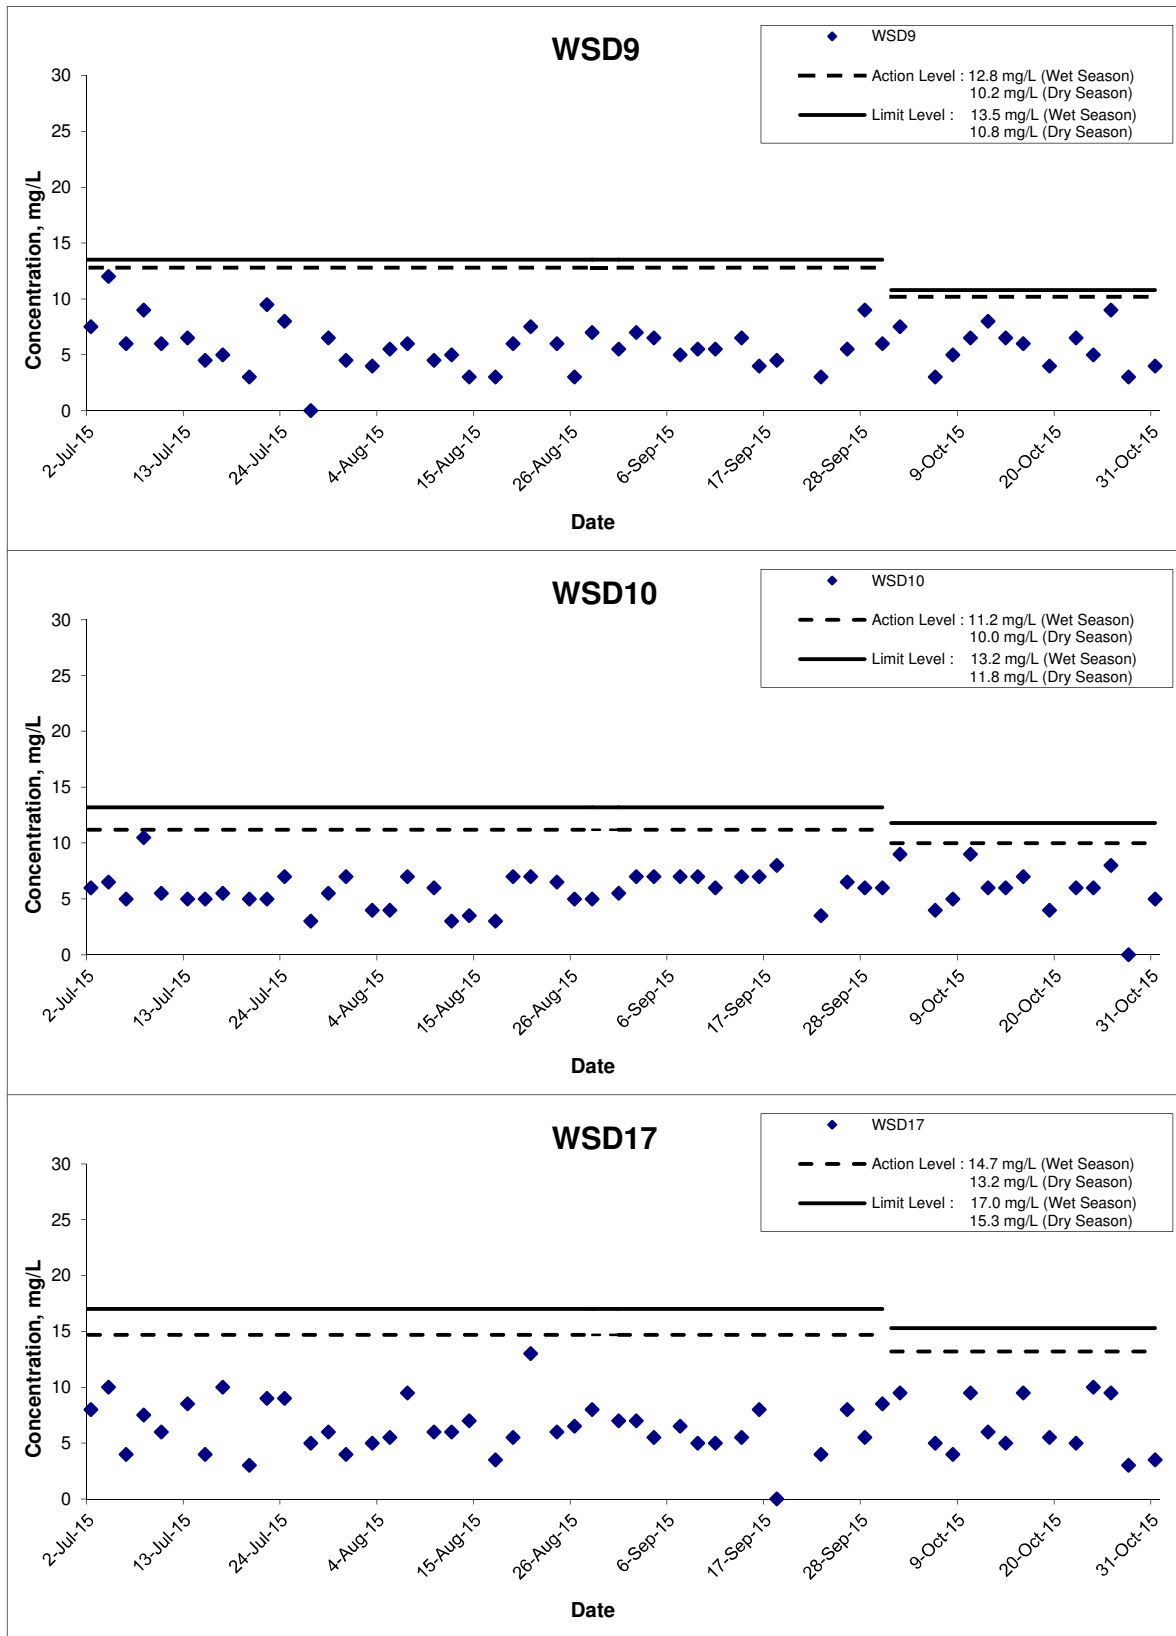 WSD9
WSD9
Action Level : 12.8 mg/L (Wet Season)
10.2 mg/L (Dry Season)
Limit Level : 13.5 mg/L (Wet Season)
10.8 mg/L (Dry Season)
Concentration, mg/L
30
25
20
15
10
5
0
2-Jul-15
13-Jul-15
24-Jul-15
4-Aug-15
15-Aug-15
26-Aug-15
6-Sep-15
17-Sep-15
28-Sep-15
9-Oct-15
20-Oct-15
31-Oct-15
Date
WSD10
WSD10
Action Level : 11.2 mg/L (Wet Season)
10.0 mg/L (Dry Season)
Limit Level : 13.2 mg/L (Wet Season)
11.8 mg/L (Dry Season)
Concentration, mg/L
30
25
20
15
10
5
0
2-Jul-15
13-Jul-15
24-Jul-15
4-Aug-15
15-Aug-15
26-Aug-15
6-Sep-15
17-Sep-15
28-Sep-15
9-Oct-15
20-Oct-15
31-Oct-15
Date
WSD17
WSD17
Action Level : 14.7 mg/L (Wet Season)
13.2 mg/L (Dry Season)
Limit Level : 17.0 mg/L (Wet Season)
15.3 mg/L (Dry Season)
Concentration, mg/L
30
25
20
15
10
5
0
2-Jul-15
13-Jul-15
24-Jul-15
4-Aug-15
15-Aug-15
26-Aug-15
6-Sep-15
17-Sep-15
28-Sep-15
9-Oct-15
20-Oct-15
31-Oct-15
Date